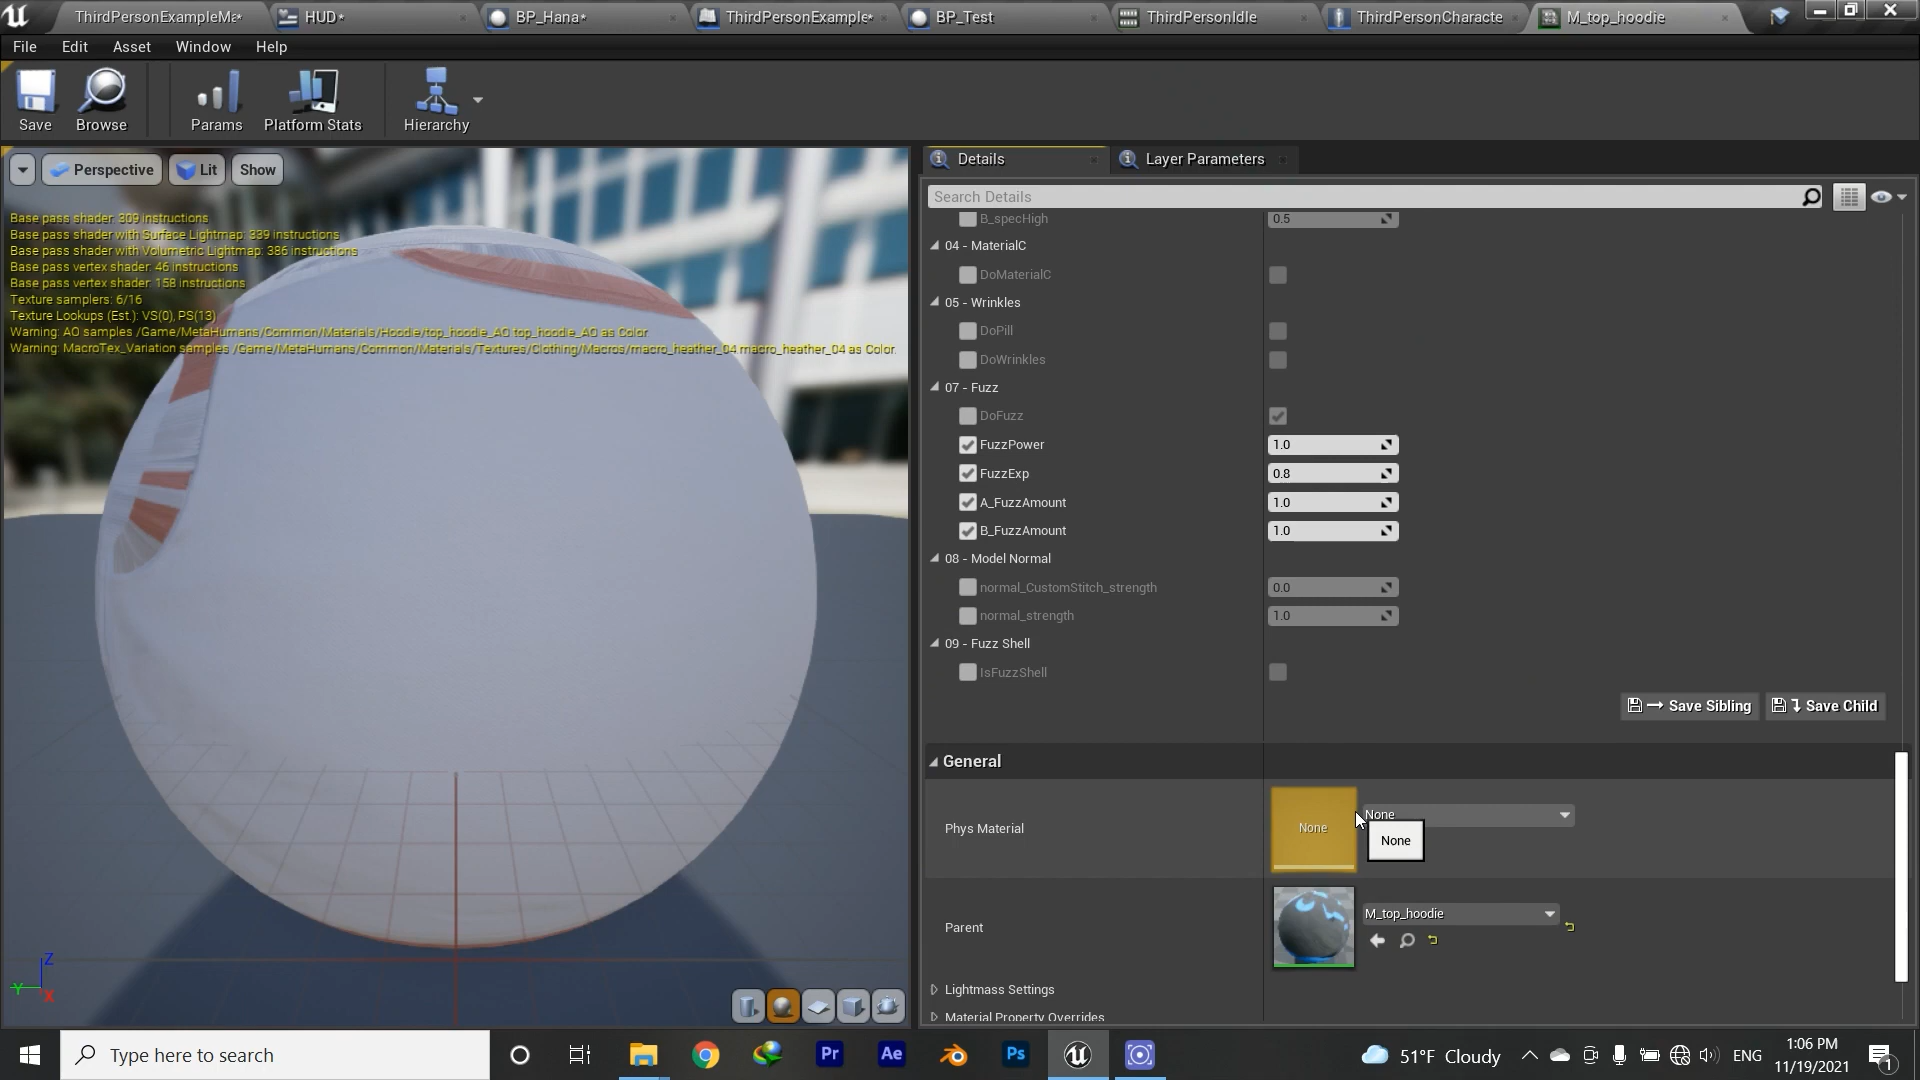 ThirdPersonExampleMa*
HUD*
BP_Hana*
ThirdPersonExample*
BP_Test
ThirdPersonIdle
ThirdPersonCharacte
M_top_hoodie
File
Edit
Asset
Window
Help
Save
Browse
Params
Platform Stats
Hierarchy
Perspective
Lit
Show
Base pass shader: 309 instructions
Base pass shader with Surface Lightmap: 339 instructions
Base pass shader with Volumetric Lightmap: 386 instructions
Base pass vertex shader: 46 instructions
Base pass vertex shader: 158 instructions
Texture samplers: 6/16
Texture Lookups (Est.): VS(0), PS(13)
Warning: AO samples /Game/MetaHumans/Common/Materials/Hoodie/top_hoodie_AO.top_hoodie_AO as Color
Warning: MacroTex_Variation samples /Game/MetaHumans/Common/Materials/Textures/Clothing/Macros/macro_heather_04.macro_heather_04 as Color.
Z
Y
X
Details
Layer Parameters
Search Details
B_specHigh 0.5
04 - MaterialC
DoMaterialC
05 - Wrinkles
DoPill
DoWrinkles
07 - Fuzz
DoFuzz
FuzzPower 1.0
FuzzExp 0.8
A_FuzzAmount 1.0
B_FuzzAmount 1.0
08 - Model Normal
normal_CustomStitch_strength 0.0
normal_strength 1.0
09 - Fuzz Shell
IsFuzzShell
Save Sibling
Save Child
General
Phys Material
None
None
None
Parent
M_top_hoodie
Lightmass Settings
Material Property Overrides
Type here to search
Pr
Ae
Ps
51°F Cloudy
ENG
1:06 PM
11/19/2021
1